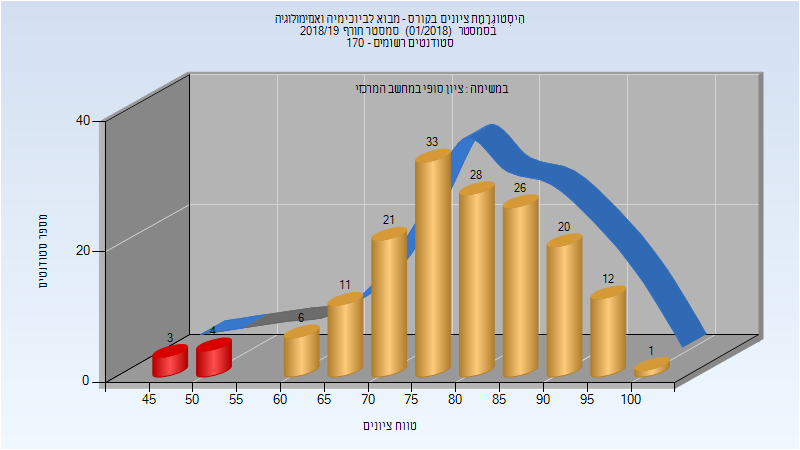 היסטוגרמת ציונים בקורס - מבוא לביוכימיה ואנזימולוגיה
בסמסטר (01/2018) סמסטר חורף 2018/19
סטודנטים רשומים - 170
במשימה : ציון סופי במחשב המרכזי
מספר סטודנטים
40
20
0
3
4
6
11
21
33
28
26
20
12
1
45 50 55 60 65 70 75 80 85 90 95 100
טווח ציונים